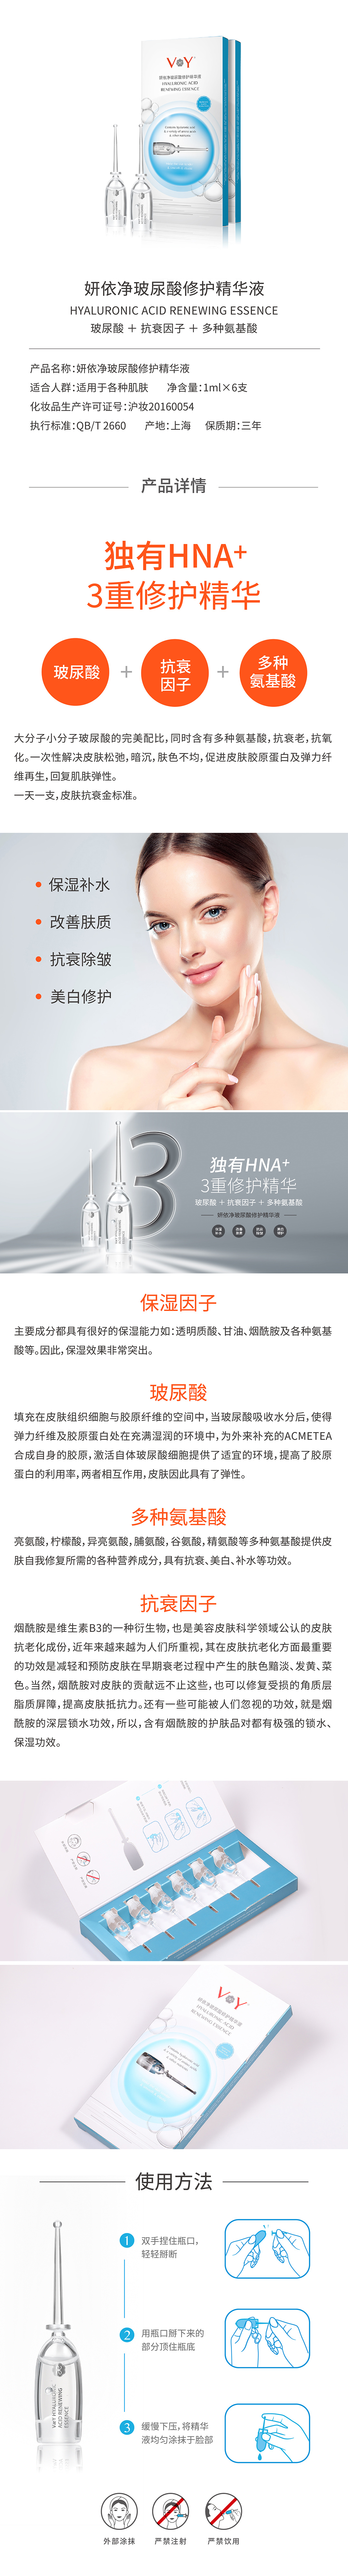 VOY
妍依净玻尿酸修护精华液
HYALURONIC ACID
RENEWING ESSENCE
妍依净玻尿酸修护精华液
HYALURONIC ACID RENEWING ESSENCE
玻尿酸 + 抗衰因子 + 多种氨基酸
产品名称:妍依净玻尿酸修护精华液
适合人群:适用于各种肌肤 净含量:1ml×6支
化妆品生产许可证号:沪妆20160054
执行标准:QB/T 2660 产地:上海 保质期:三年
产品详情
独有HNA+
3重修护精华
玻尿酸 + 抗衰因子 + 多种氨基酸
大分子小分子玻尿酸的完美配比,同时含有多种氨基酸,抗衰老,抗氧
化。一次性解决皮肤松弛,暗沉,肤色不均,促进皮肤胶原蛋白及弹力纤
维再生,回复肌肤弹性。
一天一支,皮肤抗衰金标准。
• 保湿补水
• 改善肤质
• 抗衰除皱
• 美白修护
3
独有HNA+
3重修护精华
玻尿酸 + 抗衰因子 + 多种氨基酸
妍依净玻尿酸修护精华液
保湿因子
主要成分都具有很好的保湿能力如:透明质酸、甘油、烟酰胺及各种氨基
酸等。因此,保湿效果非常突出。
玻尿酸
填充在皮肤组织细胞与胶原纤维的空间中,当玻尿酸吸收水分后,使得
弹力纤维及胶原蛋白处在充满湿润的环境中,为外来补充的ACMETEA
合成自身的胶原,激活自体玻尿酸细胞提供了适宜的环境,提高了胶原
蛋白的利用率,两者相互作用,皮肤因此具有了弹性。
多种氨基酸
亮氨酸,柠檬酸,异亮氨酸,脯氨酸,谷氨酸,精氨酸等多种氨基酸提供皮
肤自我修复所需的各种营养成分,具有抗衰、美白、补水等功效。
抗衰因子
烟酰胺是维生素B3的一种衍生物,也是美容皮肤科学领域公认的皮肤
抗老化成份,近年来越来越为人们所重视,其在皮肤抗老化方面最重要
的功效是减轻和预防皮肤在早期衰老过程中产生的肤色黯淡、发黄、菜
色。当然,烟酰胺对皮肤的贡献远不止这些,也可以修复受损的角质层
脂质屏障,提高皮肤抵抗力。还有一些可能被人们忽视的功效,就是烟
酰胺的深层锁水功效,所以,含有烟酰胺的护肤品对都有极强的锁水、
保湿功效。
VOY
妍依净玻尿酸修护精华液
HYALURONIC ACID
RENEWING ESSENCE
使用方法
1 双手捏住瓶口,
轻轻掰断
2 用瓶口掰下来的
部分顶住瓶底
3 缓慢下压,将精华
液均匀涂抹于脸部
外部涂抹 严禁注射 严禁饮用